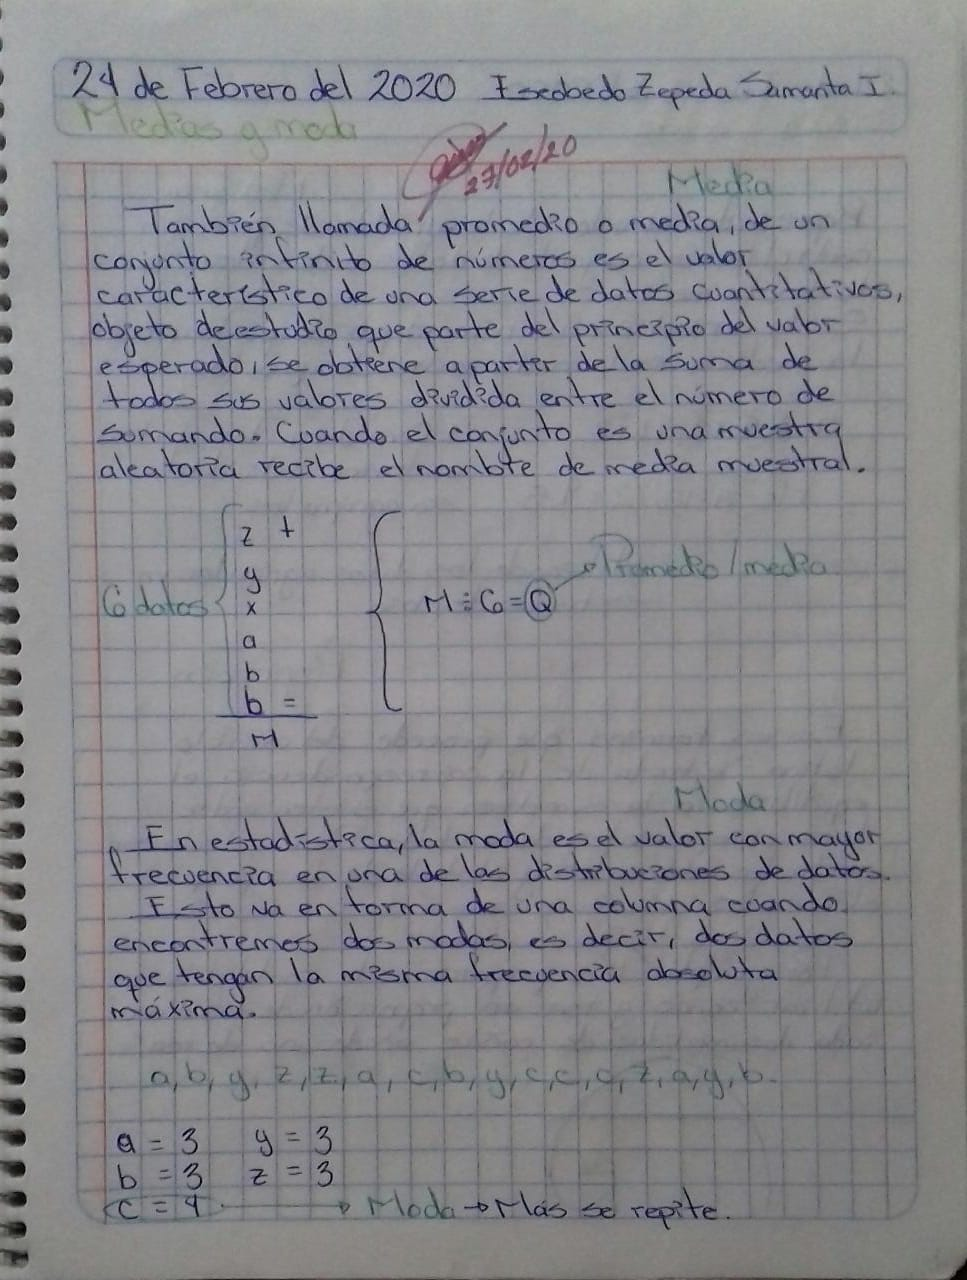 24 de Febrero del 2020 Escobedo Zepeda Samanta I.
Medias y moda
27/02/20
Media
También llamada promedio o media, de un
conjunto infinito de números es el valor
característico de una serie de datos cuantitativos,
objeto de estudio que parte del principio del valor
esperado, se obtiene a partir de la suma de
todos sus valores dividida entre el número de
sumando. Cuando el conjunto es una muestra
aleatoria recibe el nombre de media muestral.
z +
y
6 datos x
a
b
b =
M
M ÷ 6 = Q Promedio/media
Moda
En estadística, la moda es el valor con mayor
frecuencia en una de las distribuciones de datos.
Esto va en forma de una columna cuando
encontremos dos modas, es decir, dos datos
que tengan la misma frecuencia absoluta
máxima.
a, b, y, z, z, a, c, b, y, c, c, c, z, a, y, b.
a = 3 y = 3
b = 3 z = 3
c = 4 → Moda → Más se repite.